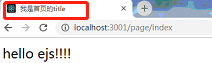 我是首页的title
localhost:3001/page/index
hello ejs!!!!